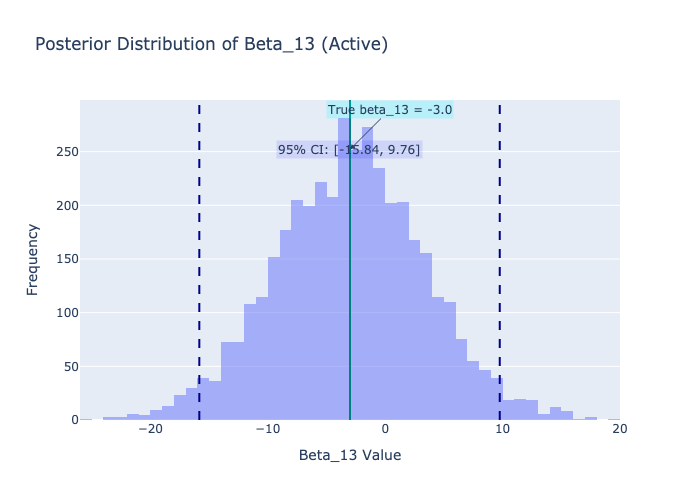 Posterior Distribution of Beta_13 (Active)
True beta_13 = -3.0
95% CI: [-15.84, 9.76]
Frequency
250
200
150
100
50
0
−20
−10
0
10
20
Beta_13 Value